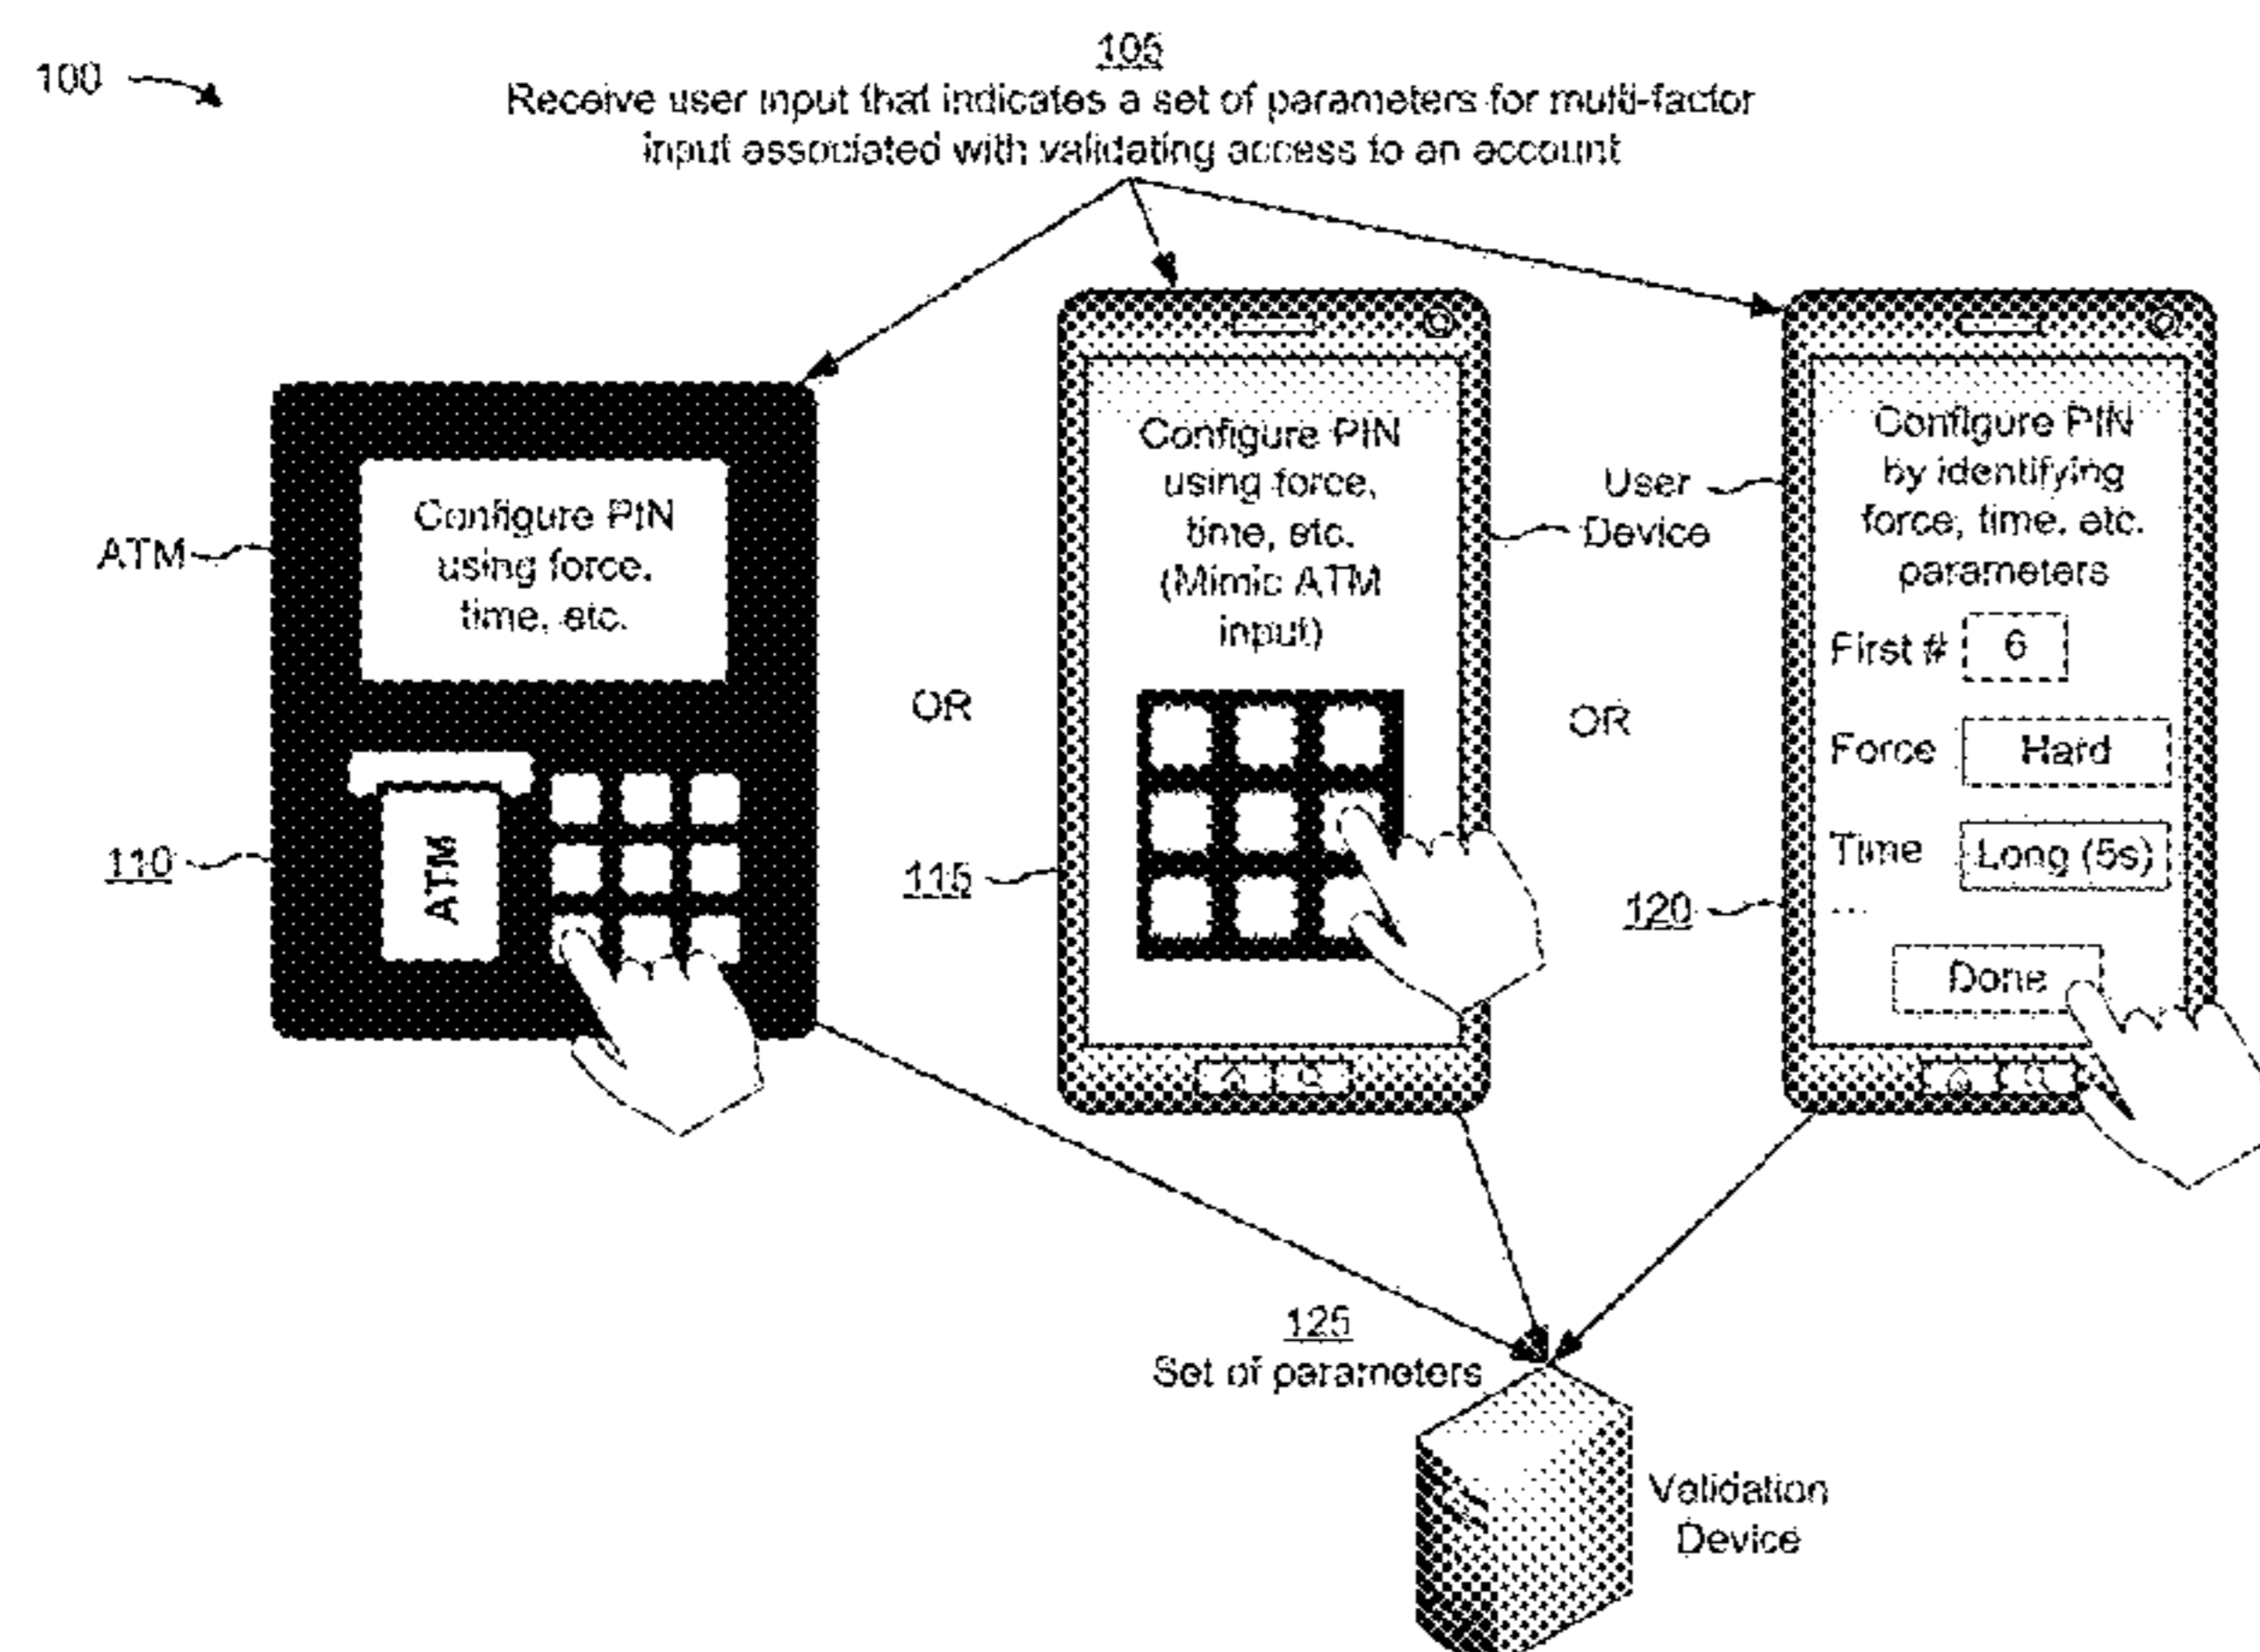 100
105
Receive user input that indicates a set of parameters for multi-factor
input associated with validating access to an account
ATM
Configure PIN
using force,
time, etc.
ATM
110
OR
Configure PIN
using force,
time, etc.
(Mimic ATM
input)
115
User
Device
OR
Configure PIN
by identifying
force, time, etc.
parameters
First # 6
Force Hard
Time Long (5s)
...
Done
120
125
Set of parameters
Validation
Device